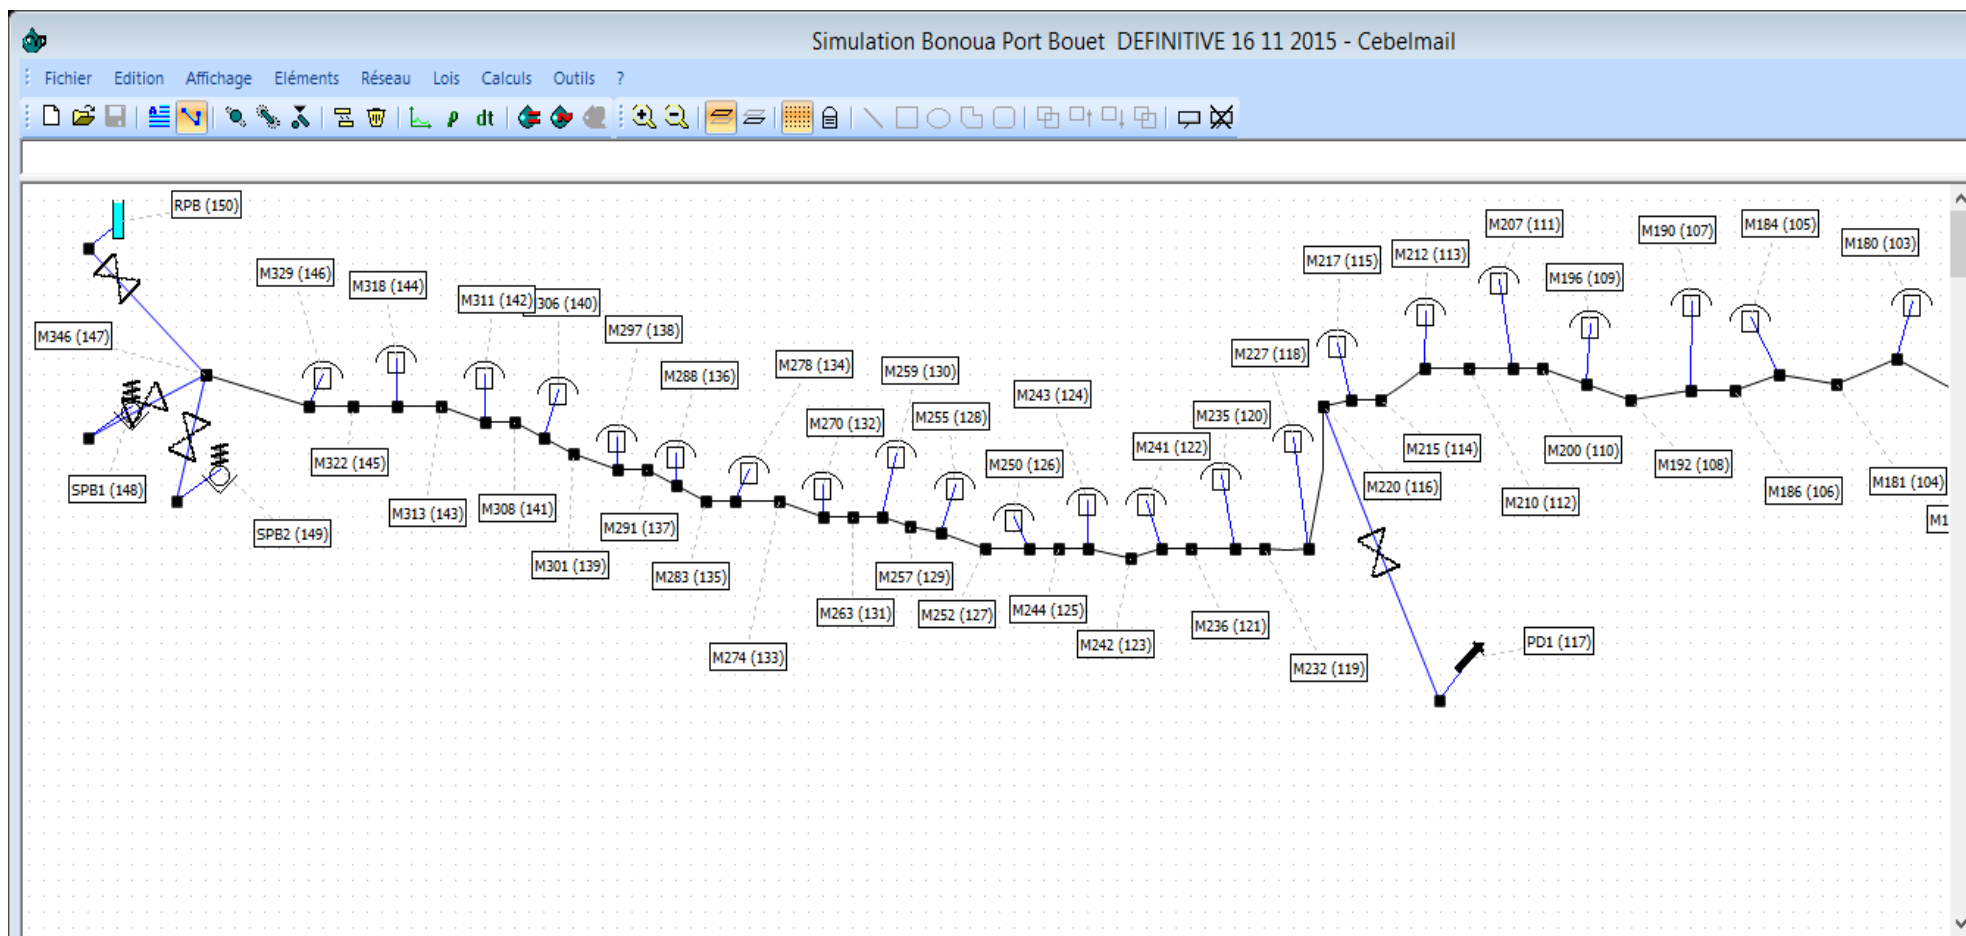 Simulation Bonoua Port Bouet  DEFINITIVE 16 11 2015 - Cebelmail
Fichier Edition Affichage Eléments Réseau Lois Calculs Outils ?
ρ dt
RPB (150)
M207 (111)
M190 (107)
M184 (105)
M180 (103)
M217 (115)
M212 (113)
M329 (146)
M318 (144)
M196 (109)
M311 (142)
306 (140)
M346 (147)
M297 (138)
M227 (118)
M278 (134)
M259 (130)
M288 (136)
M243 (124)
M270 (132)
M255 (128)
M235 (120)
M241 (122)
M322 (145)
M250 (126)
M215 (114)
M200 (110)
M192 (108)
SPB1 (148)
M220 (116)
M186 (106)
M181 (104)
M313 (143)
M308 (141)
M210 (112)
M1
SPB2 (149)
M291 (137)
M301 (139)
M283 (135)
M257 (129)
M263 (131)
M252 (127)
M244 (125)
M236 (121)
M242 (123)
PD1 (117)
M274 (133)
M232 (119)